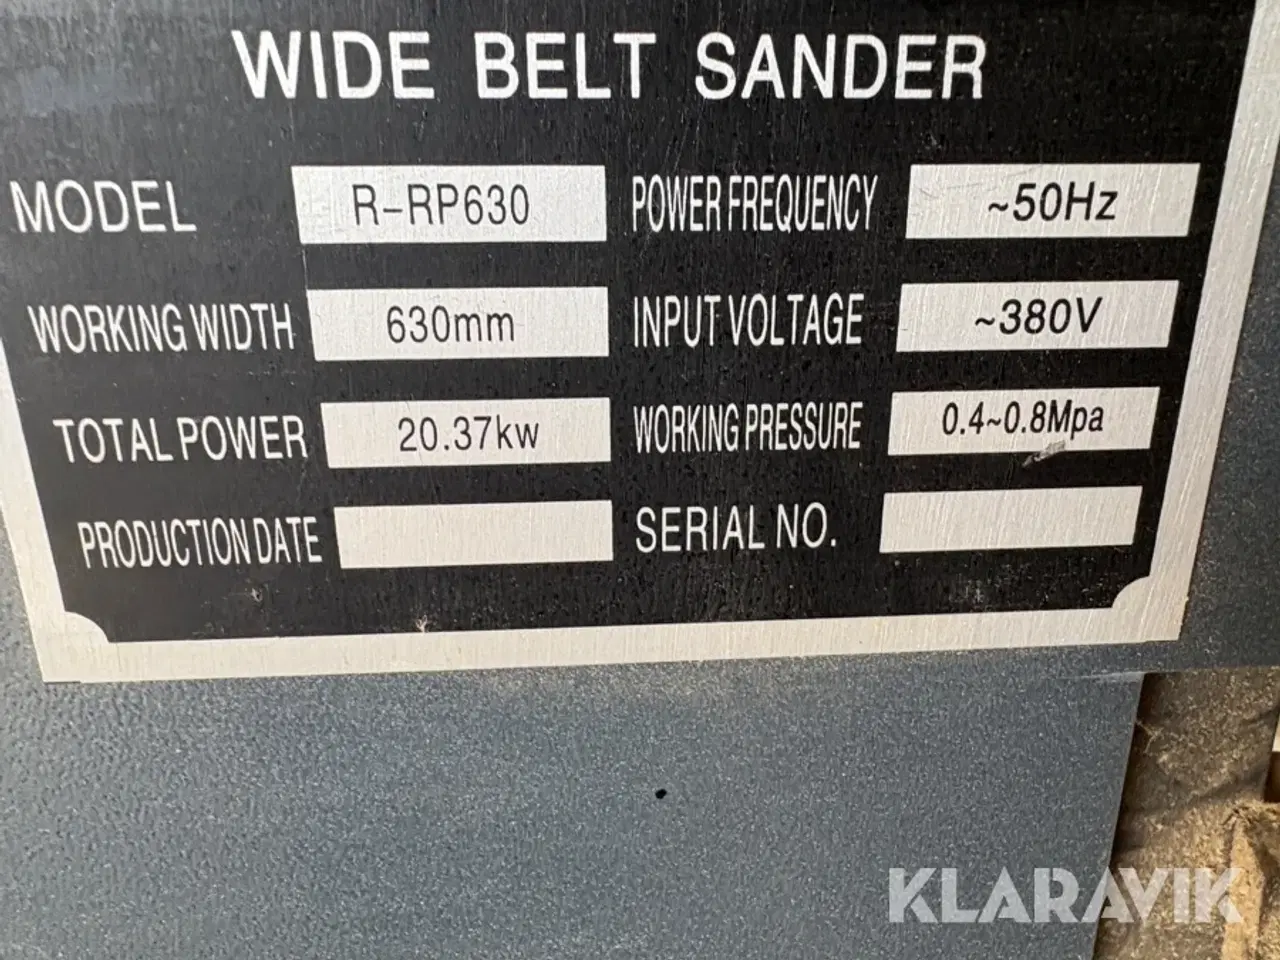 WIDE BELT SANDER
MODEL R-RP630 POWER FREQUENCY ~50Hz
WORKING WIDTH 630mm INPUT VOLTAGE ~380V
TOTAL POWER 20.37kw WORKING PRESSURE 0.4~0.8Mpa
PRODUCTION DATE SERIAL NO.
KLARAVIK